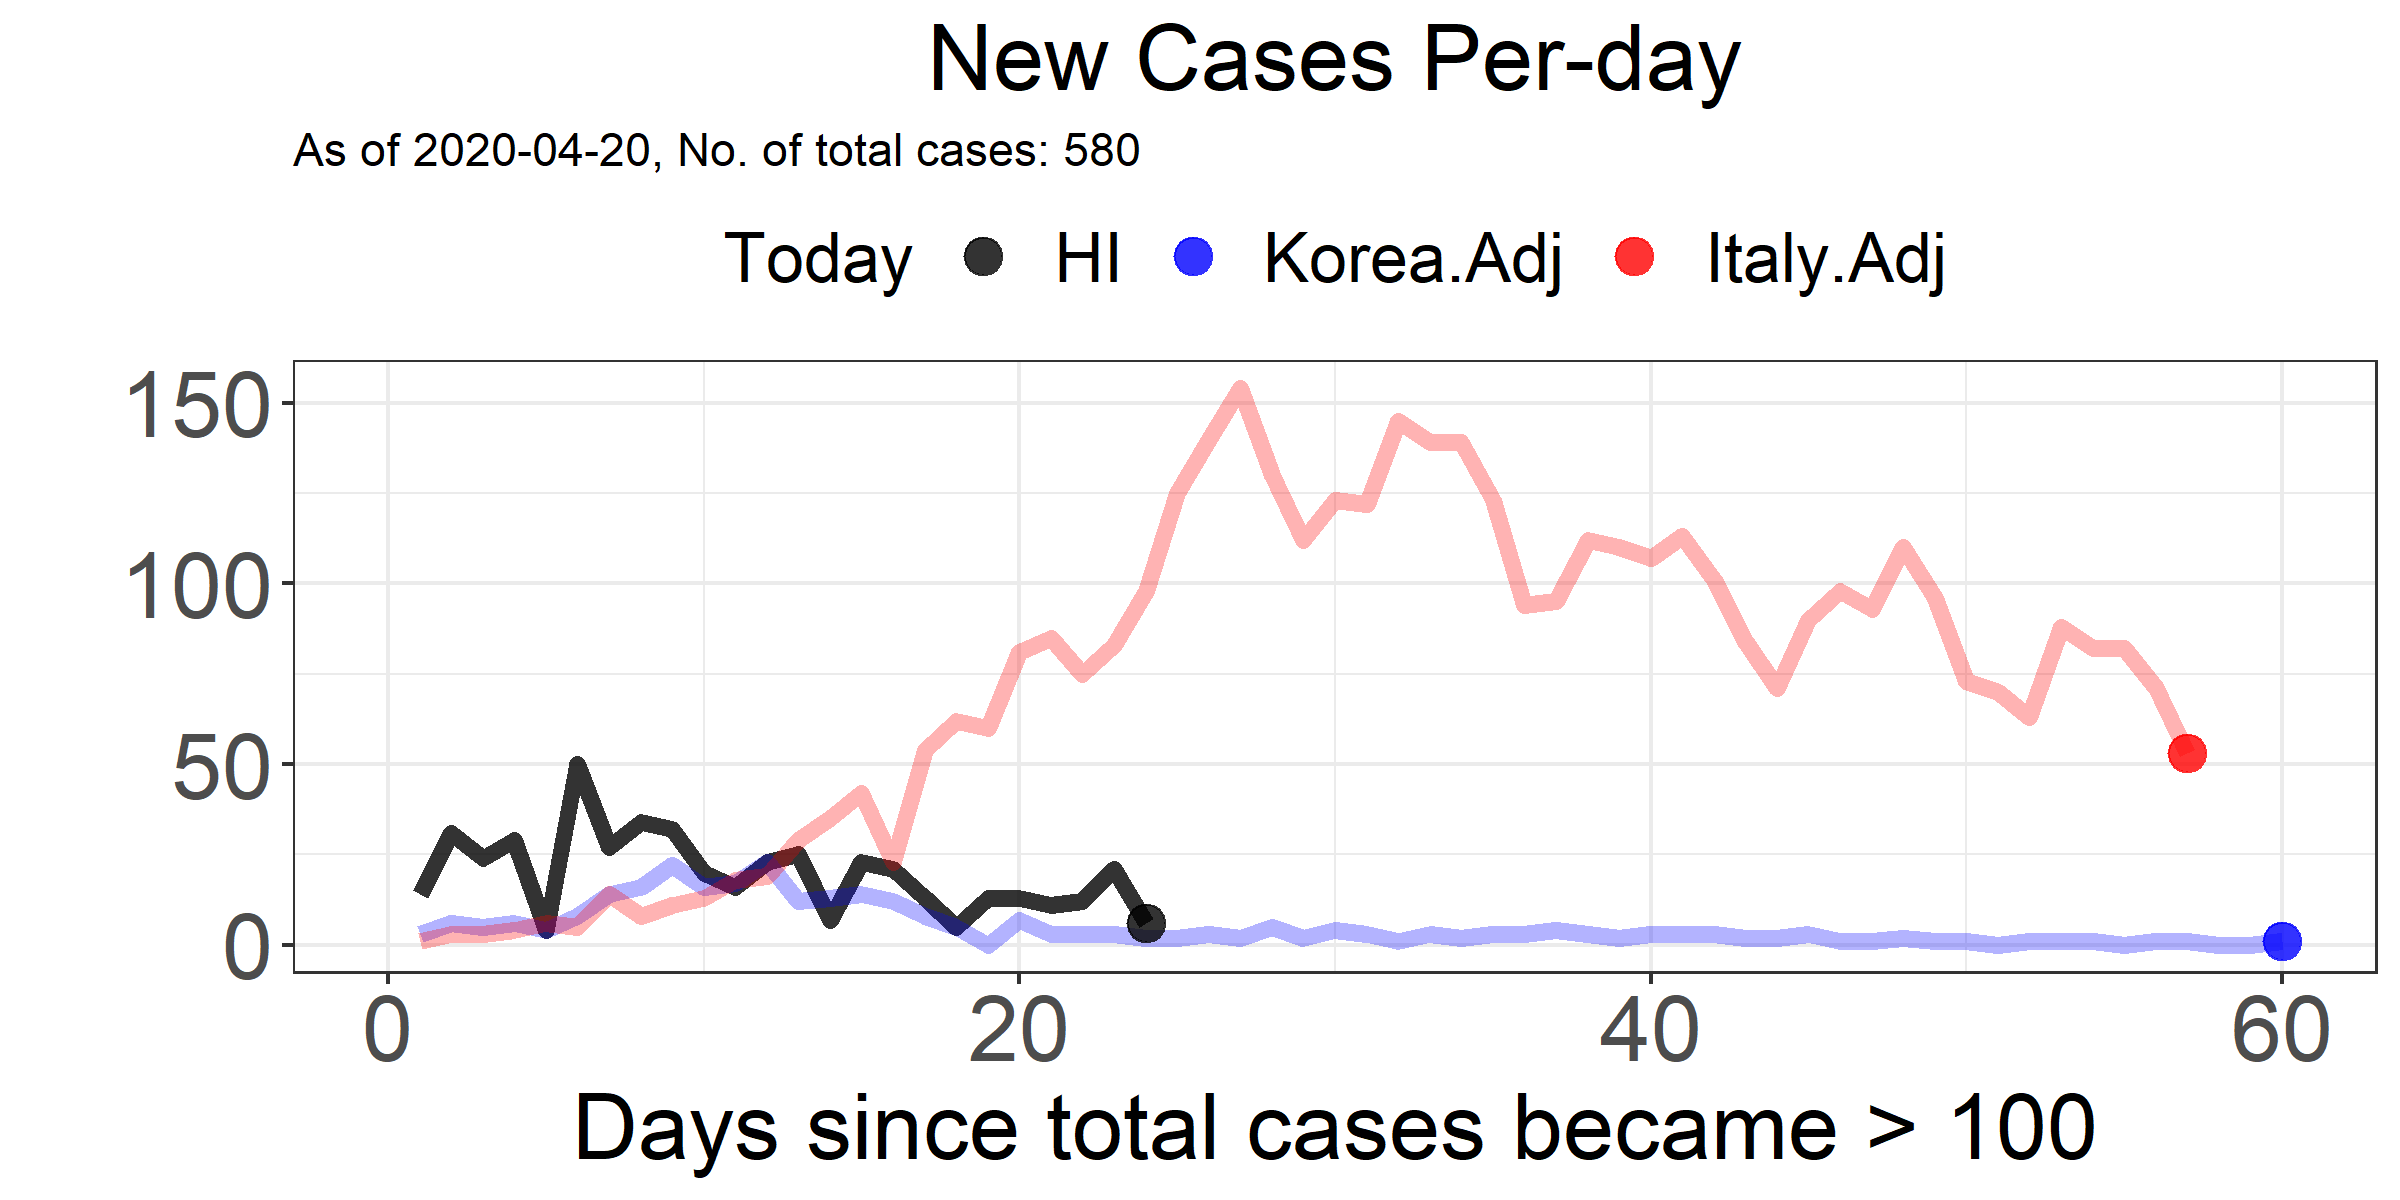 New Cases Per-day
As of 2020-04-20, No. of total cases: 580
Today HI Korea.Adj Italy.Adj
150
100
50
0
0 20 40 60
Days since total cases became > 100